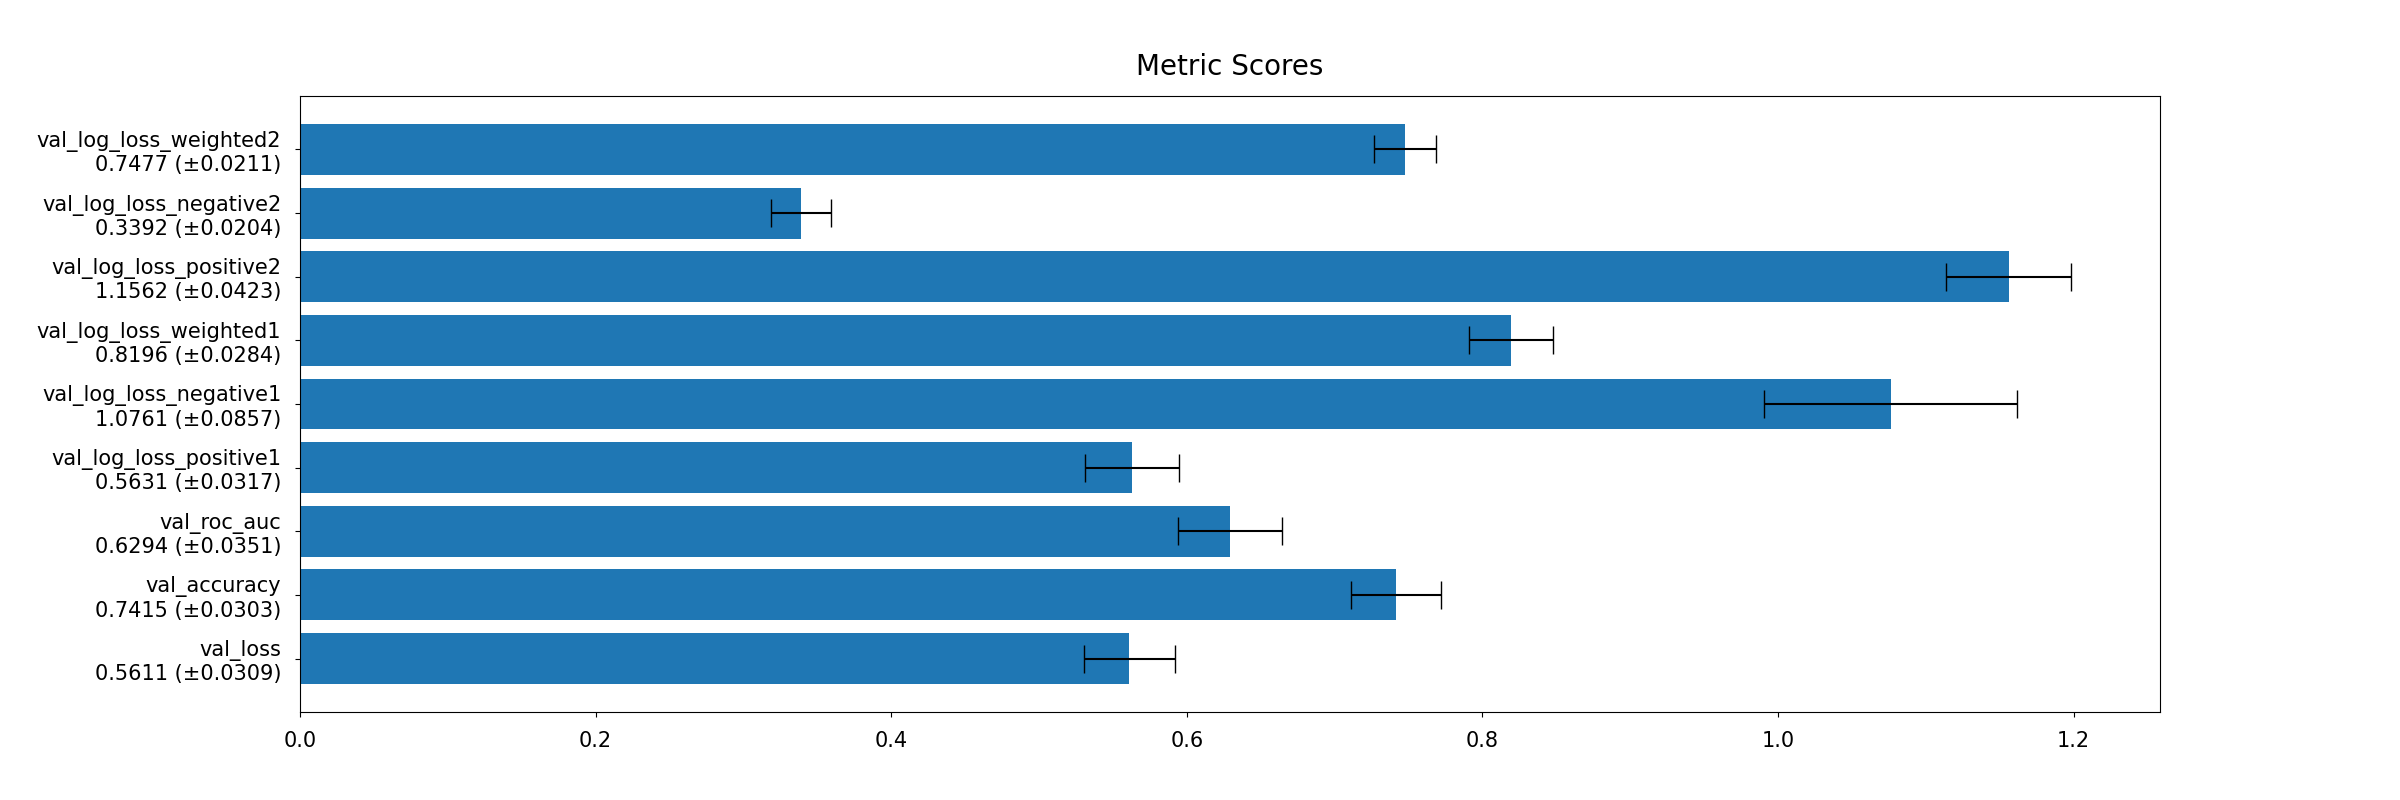 Metric Scores
val_log_loss_weighted2
0.7477 (±0.0211)
val_log_loss_negative2
0.3392 (±0.0204)
val_log_loss_positive2
1.1562 (±0.0423)
val_log_loss_weighted1
0.8196 (±0.0284)
val_log_loss_negative1
1.0761 (±0.0857)
val_log_loss_positive1
0.5631 (±0.0317)
val_roc_auc
0.6294 (±0.0351)
val_accuracy
0.7415 (±0.0303)
val_loss
0.5611 (±0.0309)
0.0 0.2 0.4 0.6 0.8 1.0 1.2